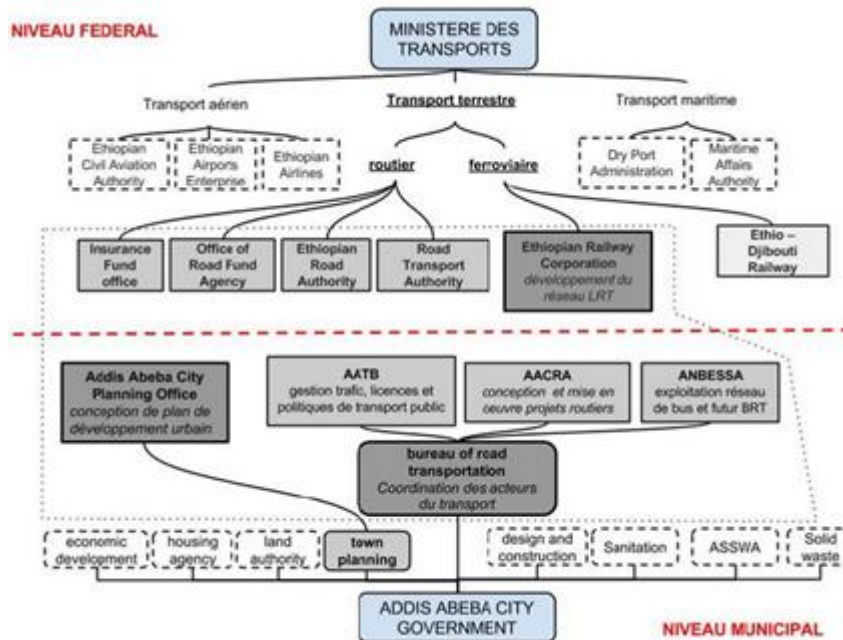 NIVEAU FEDERAL
MINISTERE DES
TRANSPORTS
Transport aérien
Transport terrestre
Transport maritime
Ethiopian
Civil Aviation
Authority
Ethiopian
Airports
Enterprise
Ethiopian
Airlines
routier
ferroviaire
Dry Port
Administration
Maritime
Affairs
Authority
Insurance
Fund
office
Office of
Road Fund
Agency
Ethiopian
Road
Authority
Road
Transport
Authority
Ethiopian Railway
Corporation
développement du
réseau LRT
Ethio –
Djibouti
Railway
Addis Abeba City
Planning Office
conception de plan de
développement urbain
AATB
gestion trafic, licences et
politiques de transport public
AACRA
conception et mise en
oeuvre projets routiers
ANBESSA
exploitation réseau
de bus et futur BRT
bureau of road
transportation
Coordination des acteurs
du transport
economic
develcpment
housing
agency
land
authority
town
planning
design and
construction
Sanitation
ASSWA
Solid
waste
ADDIS ABEBA CITY
GOVERNMENT
NIVEAU MUNICIPAL